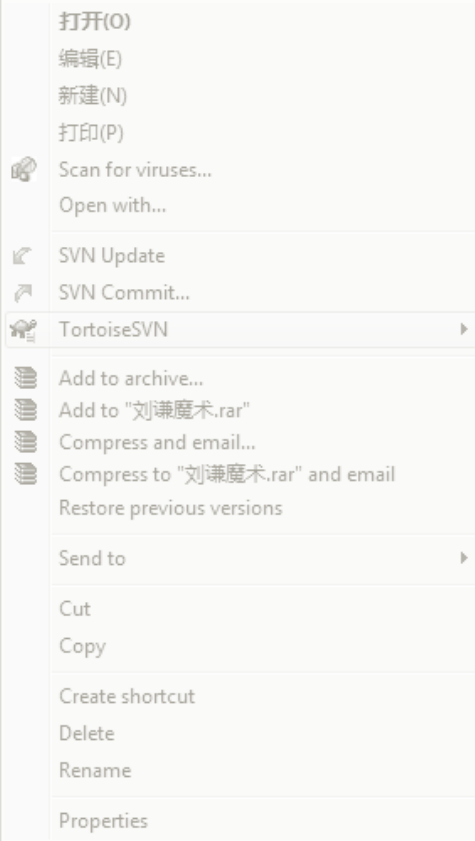 打开(O)
编辑(E)
新建(N)
打印(P)
Scan for viruses...
Open with...
SVN Update
SVN Commit...
TortoiseSVN
Add to archive...
Add to "刘谦魔术.rar"
Compress and email...
Compress to "刘谦魔术.rar" and email
Restore previous versions
Send to
Cut
Copy
Create shortcut
Delete
Rename
Properties